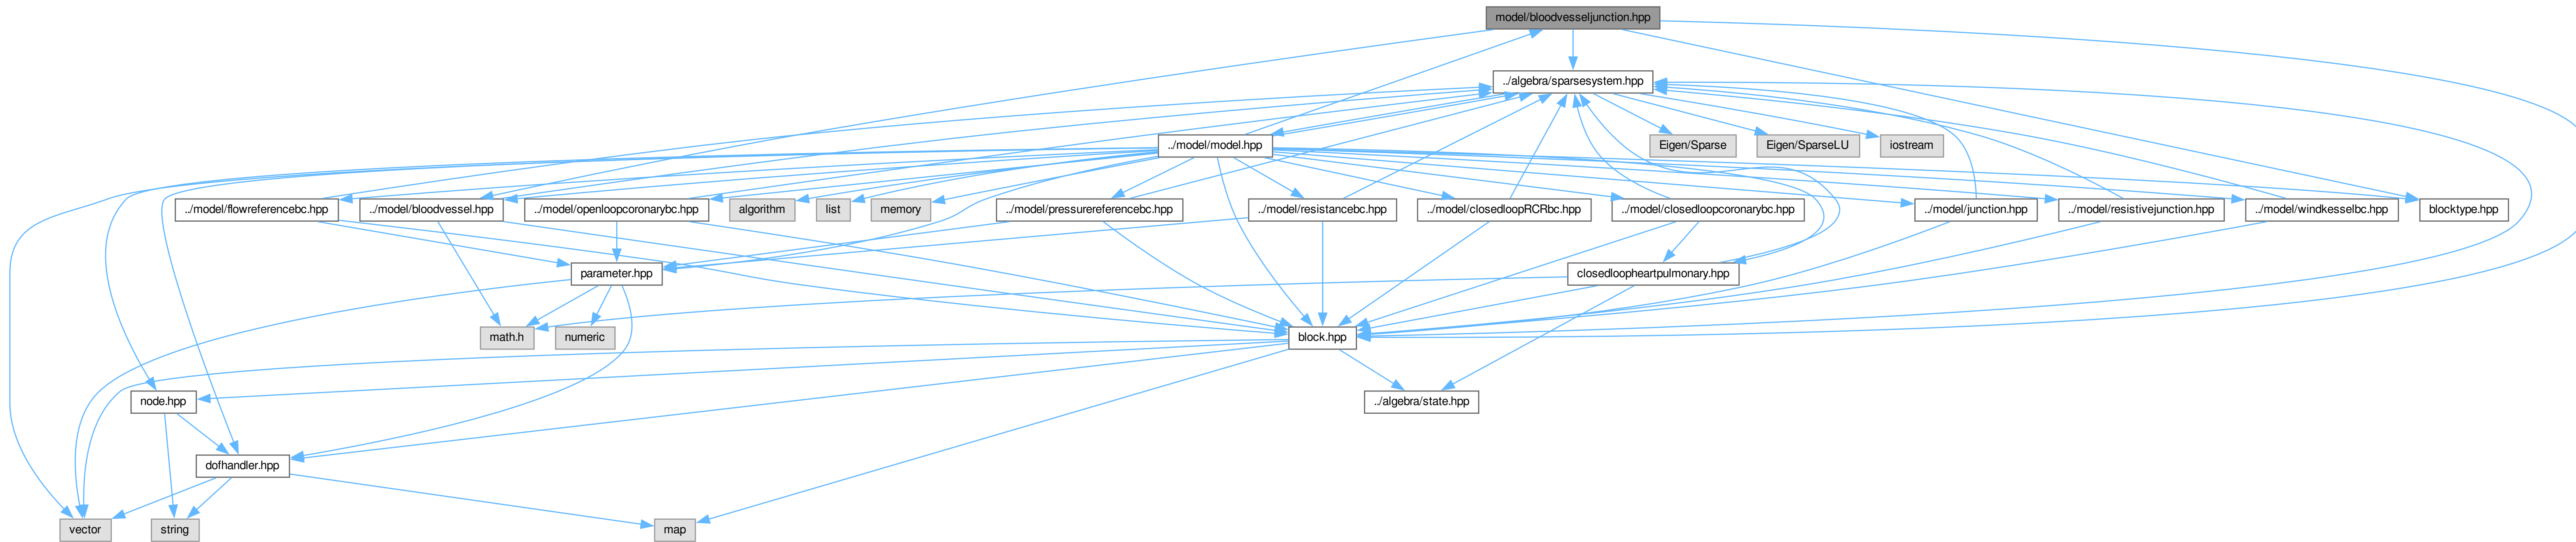 model/bloodvesseljunction.hpp
../algebra/sparsesystem.hpp
../model/model.hpp
Eigen/Sparse
Eigen/SparseLU
iostream
../model/flowreferencebc.hpp
../model/bloodvessel.hpp
../model/openloopcoronarybc.hpp
algorithm
list
memory
../model/pressurereferencebc.hpp
../model/resistancebc.hpp
../model/closedloopRCRbc.hpp
../model/closedloopcoronarybc.hpp
../model/junction.hpp
../model/resistivejunction.hpp
../model/windkesselbc.hpp
blocktype.hpp
parameter.hpp
closedloopheartpulmonary.hpp
math.h
numeric
block.hpp
node.hpp
../algebra/state.hpp
dofhandler.hpp
vector
string
map